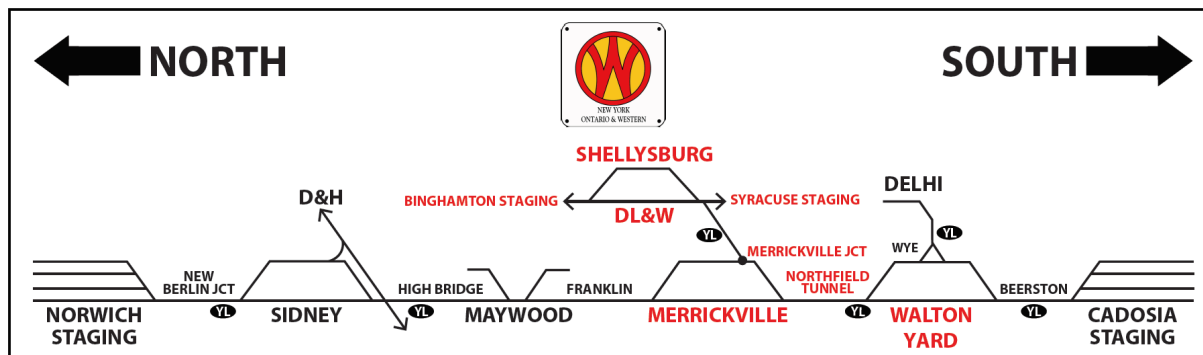 NORTH
SOUTH
W
NEW YORK
ONTARIO & WESTERN
SHELLYSBURG
D&H
BINGHAMTON STAGING
DL&W
SYRACUSE STAGING
DELHI
YL
YL
MERRICKVILLE JCT
WYE
NEW
BERLIN JCT
HIGH BRIDGE
FRANKLIN
NORTHFIELD
TUNNEL
BEERSTON
YL
YL
YL
YL
NORWICH
STAGING
SIDNEY
MAYWOOD
MERRICKVILLE
WALTON
YARD
CADOSIA
STAGING